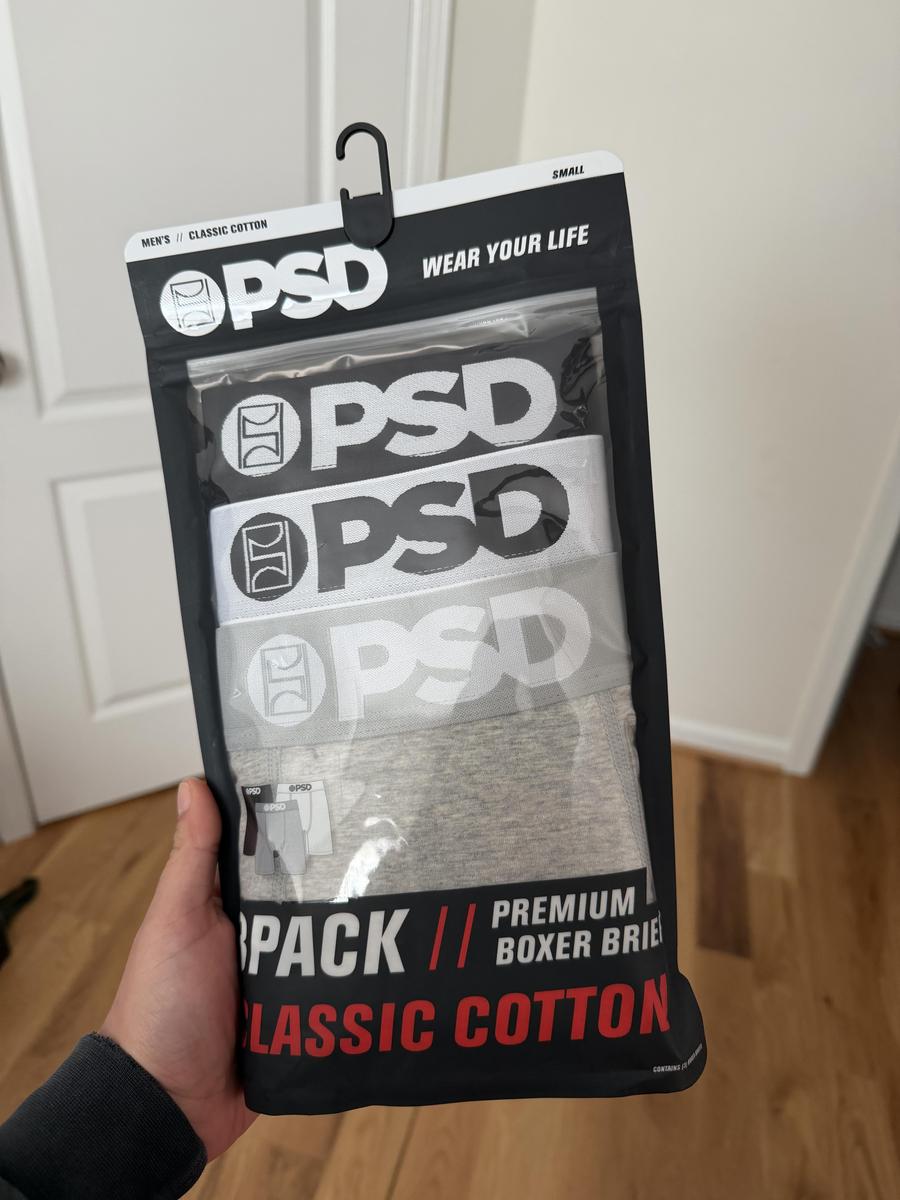 SMALL
MEN'S // CLASSIC COTTON
PSD
WEAR YOUR LIFE
PSD
PSD
PSD
PSD
PSD
PSD
3PACK // PREMIUM
BOXER BRIEF
CLASSIC COTTON
CONTAINS